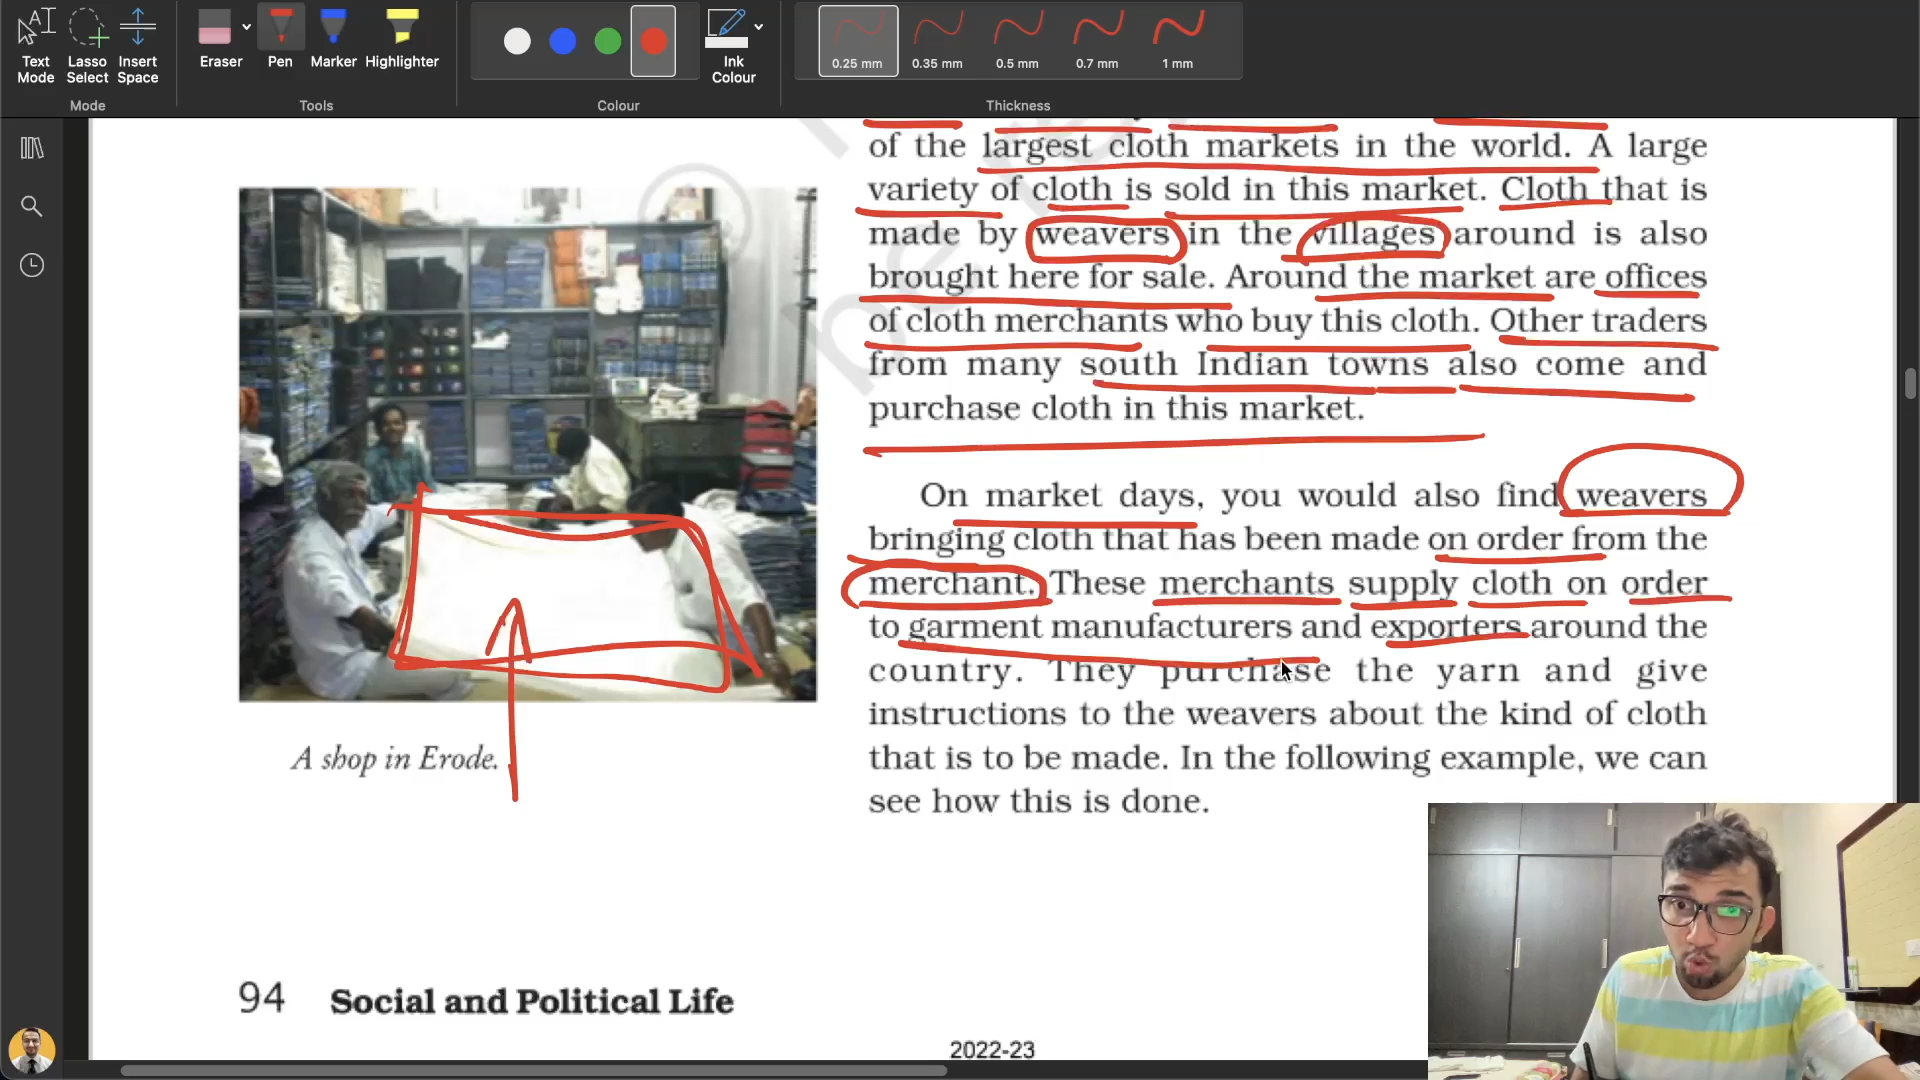 Text Mode
Lasso Select
Insert Space
Mode
Eraser
Pen
Marker
Highlighter
Tools
Colour
Ink Colour
0.25 mm
0.35 mm
0.5 mm
0.7 mm
1 mm
Thickness
of the largest cloth markets in the world. A large
variety of cloth is sold in this market. Cloth that is
made by weavers in the villages around is also
brought here for sale. Around the market are offices
of cloth merchants who buy this cloth. Other traders
from many south Indian towns also come and
purchase cloth in this market.
On market days, you would also find weavers
bringing cloth that has been made on order from the
merchant. These merchants supply cloth on order
to garment manufacturers and exporters around the
country. They purchase the yarn and give
instructions to the weavers about the kind of cloth
that is to be made. In the following example, we can
see how this is done.
A shop in Erode.
94 Social and Political Life
2022-23